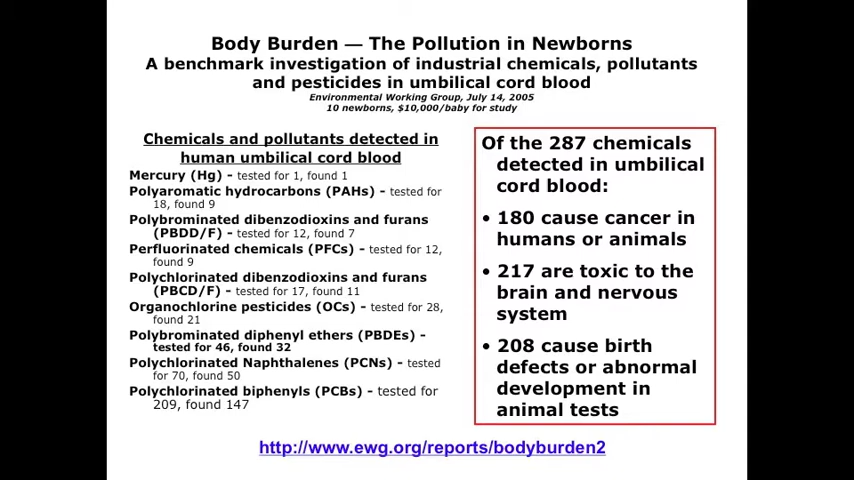 Body Burden — The Pollution in Newborns
A benchmark investigation of industrial chemicals, pollutants
and pesticides in umbilical cord blood
Environmental Working Group, July 14, 2005
10 newborns, $10,000/baby for study
Chemicals and pollutants detected in
human umbilical cord blood
Mercury (Hg) - tested for 1, found 1
Polyaromatic hydrocarbons (PAHs) - tested for
18, found 9
Polybrominated dibenzodioxins and furans
(PBDD/F) - tested for 12, found 7
Perfluorinated chemicals (PFCs) - tested for 12,
found 9
Polychlorinated dibenzodioxins and furans
(PBCD/F) - tested for 17, found 11
Organochlorine pesticides (OCs) - tested for 28,
found 21
Polybrominated diphenyl ethers (PBDEs) -
tested for 46, found 32
Polychlorinated Naphthalenes (PCNs) - tested
for 70, found 50
Polychlorinated biphenyls (PCBs) - tested for
209, found 147
Of the 287 chemicals
detected in umbilical
cord blood:
• 180 cause cancer in
humans or animals
• 217 are toxic to the
brain and nervous
system
• 208 cause birth
defects or abnormal
development in
animal tests
http://www.ewg.org/reports/bodyburden2